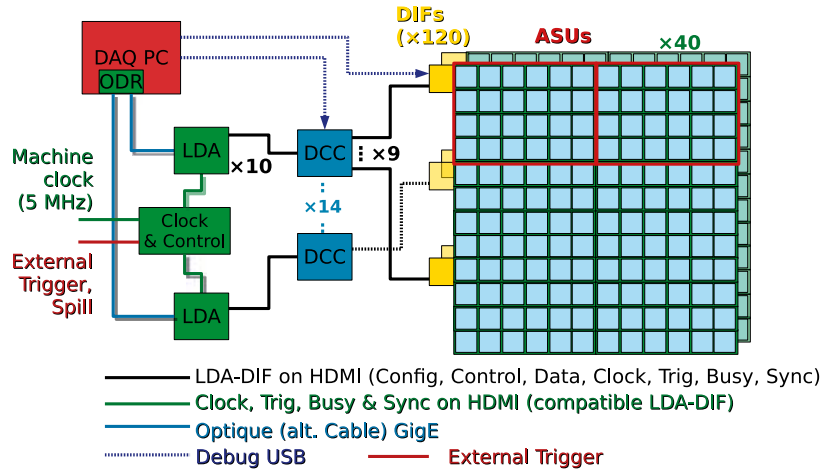 DIFs
(×120)
ASUs
×40
DAQ PC
ODR
LDA
×10
DCC
×9
Machine
clock
(5 MHz)
Clock
& Control
×14
DCC
External
Trigger,
Spill
LDA
LDA-DIF on HDMI (Config, Control, Data, Clock, Trig, Busy, Sync)
Clock, Trig, Busy & Sync on HDMI (compatible LDA-DIF)
Optique (alt. Cable) GigE
Debug USB
External Trigger